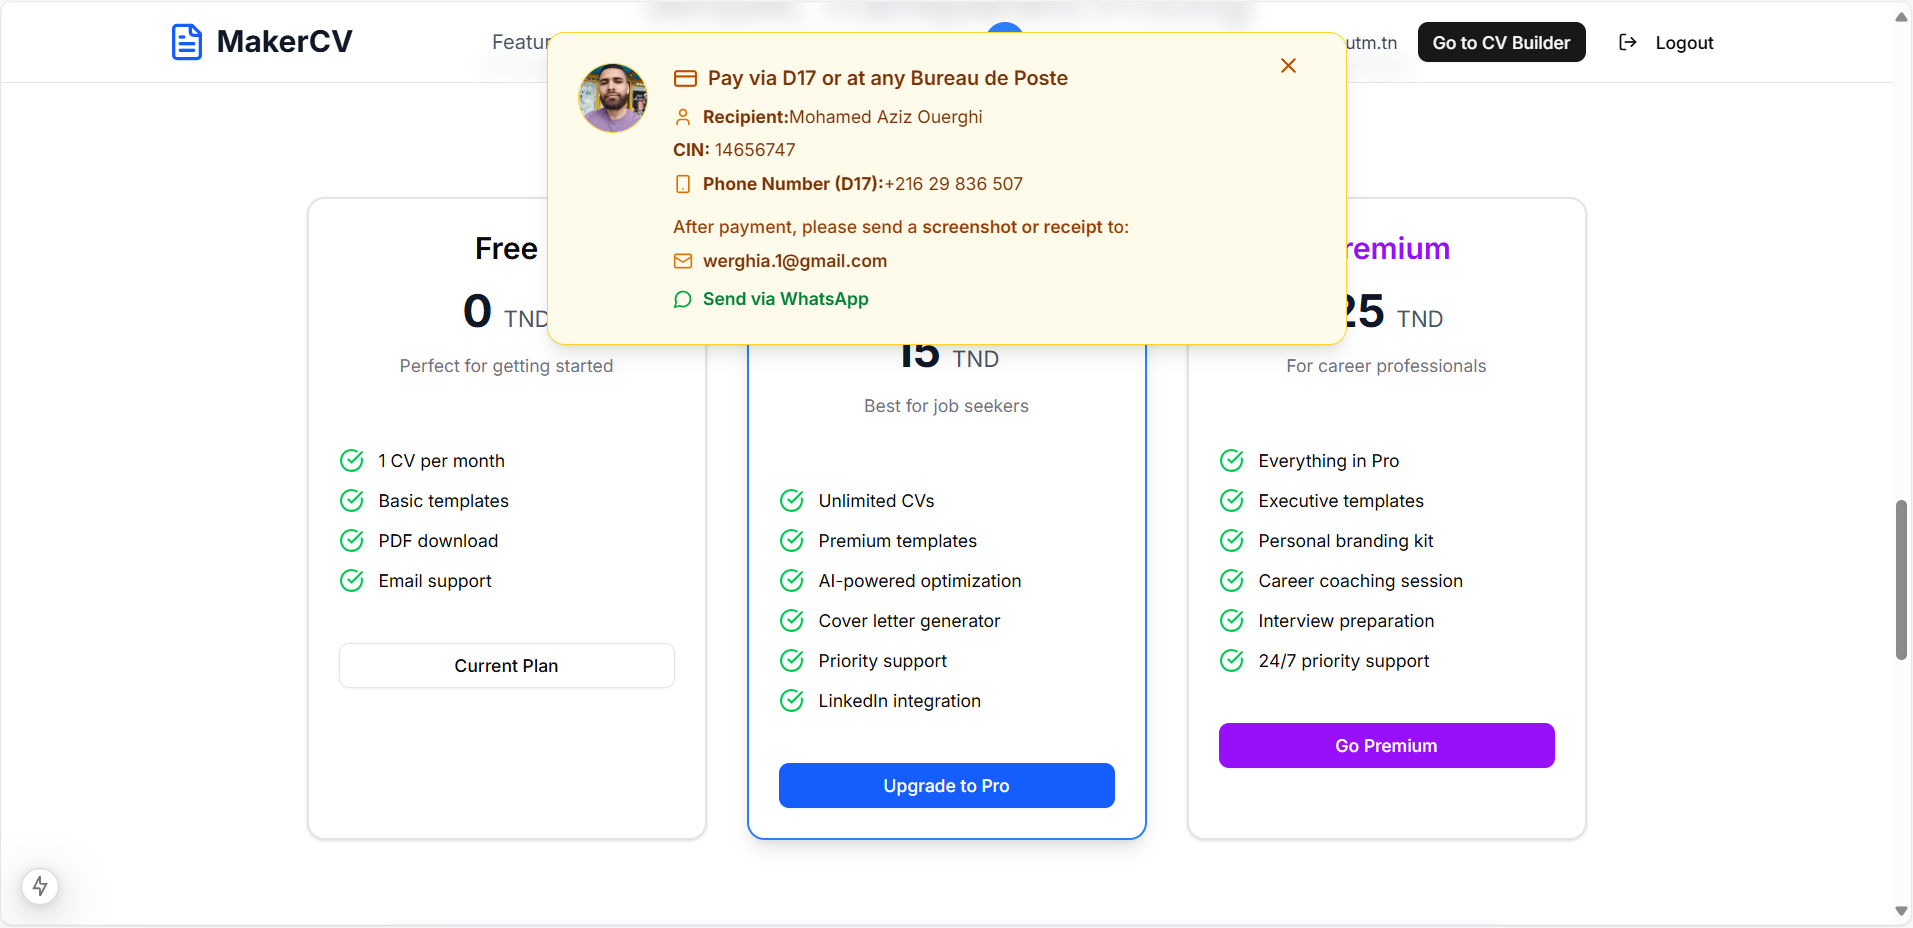 MakerCV
utm.tn
Go to CV Builder
Logout
Pay via D17 or at any Bureau de Poste
Recipient:Mohamed Aziz Ouerghi
CIN: 14656747
Phone Number (D17):+216 29 836 507
After payment, please send a screenshot or receipt to:
werghia.1@gmail.com
Send via WhatsApp
Free
0 TND
Perfect for getting started
1 CV per month
Basic templates
PDF download
Email support
Current Plan
15 TND
Best for job seekers
Unlimited CVs
Premium templates
AI-powered optimization
Cover letter generator
Priority support
LinkedIn integration
Upgrade to Pro
remium
25 TND
For career professionals
Everything in Pro
Executive templates
Personal branding kit
Career coaching session
Interview preparation
24/7 priority support
Go Premium